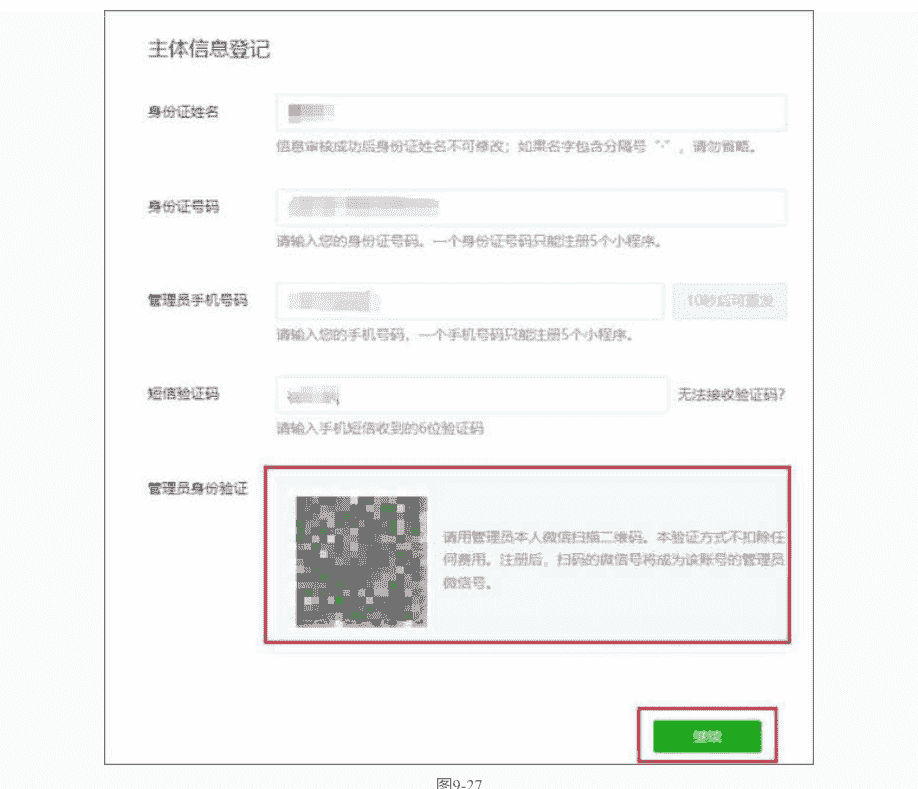 主体信息登记
身份证姓名
信息审核成功后身份证姓名不可修改；如果名字包含分隔号“·”，请勿省略。
身份证号码
请输入您的身份证号码。一个身份证号码只能注册5个小程序。
管理员手机号码
10秒后可重发
请输入您的手机号码，一个手机号码只能注册5个小程序。
短信验证码
无法接收验证码?
请输入手机短信收到的6位验证码
管理员身份验证
请用管理员本人微信扫描二维码。本验证方式不扣除任
何费用。注册后，扫码的微信号将成为该账号的管理员
微信号。
继续
图9-27